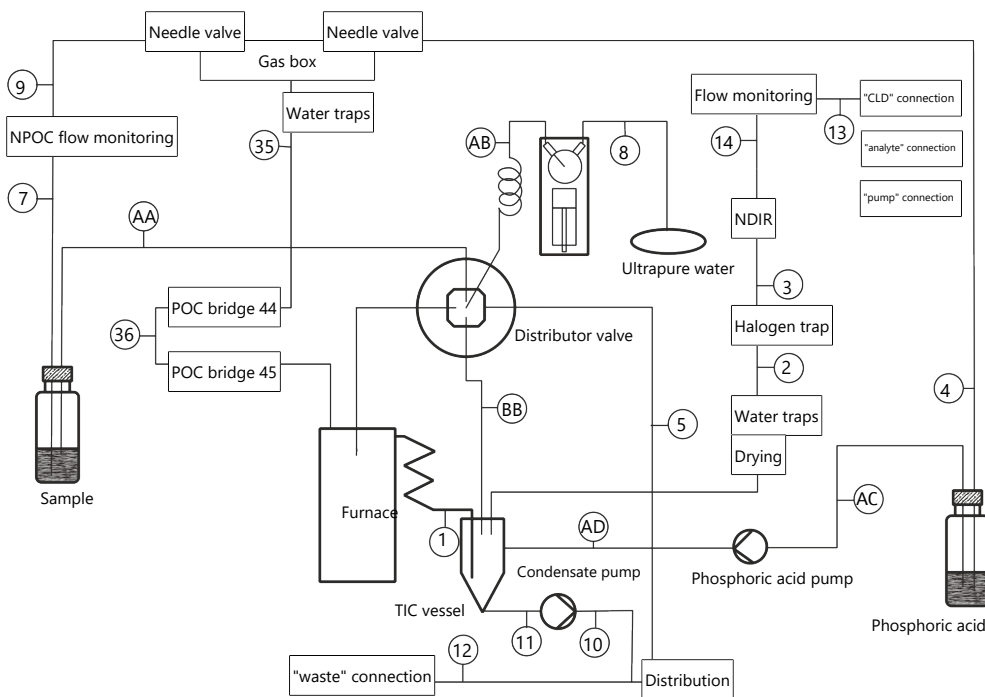 Needle valve
Needle valve
Gas box
9
Water traps
Flow monitoring
"CLD" connection
NPOC flow monitoring
35
AB
8
14
13
"analyte" connection
7
"pump" connection
AA
NDIR
Ultrapure water
3
POC bridge 44
36
Distributor valve
Halogen trap
POC bridge 45
2
4
BB
5
Water traps
Drying
Sample
Furnace
1
AD
AC
Condensate pump
Phosphoric acid pump
TIC vessel
11
10
Phosphoric acid
12
"waste" connection
Distribution